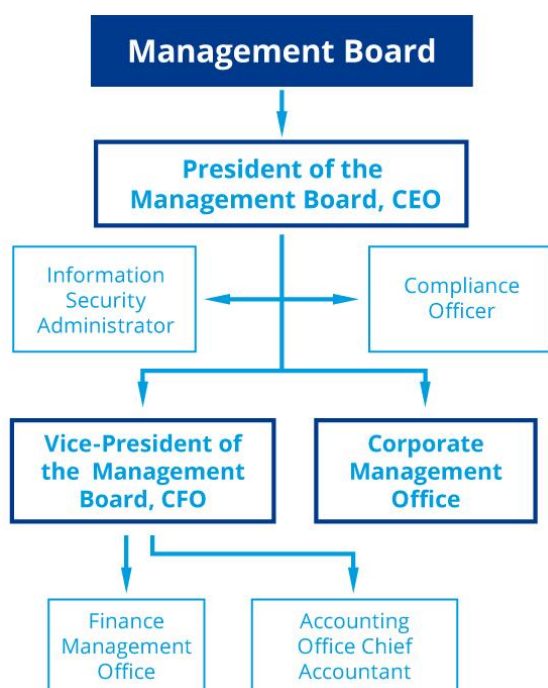 Management Board
President of the
Management Board, CEO
Information
Security
Administrator
Compliance
Officer
Vice-President of
the Management
Board, CFO
Corporate
Management
Office
Finance
Management
Office
Accounting
Office Chief
Accountant